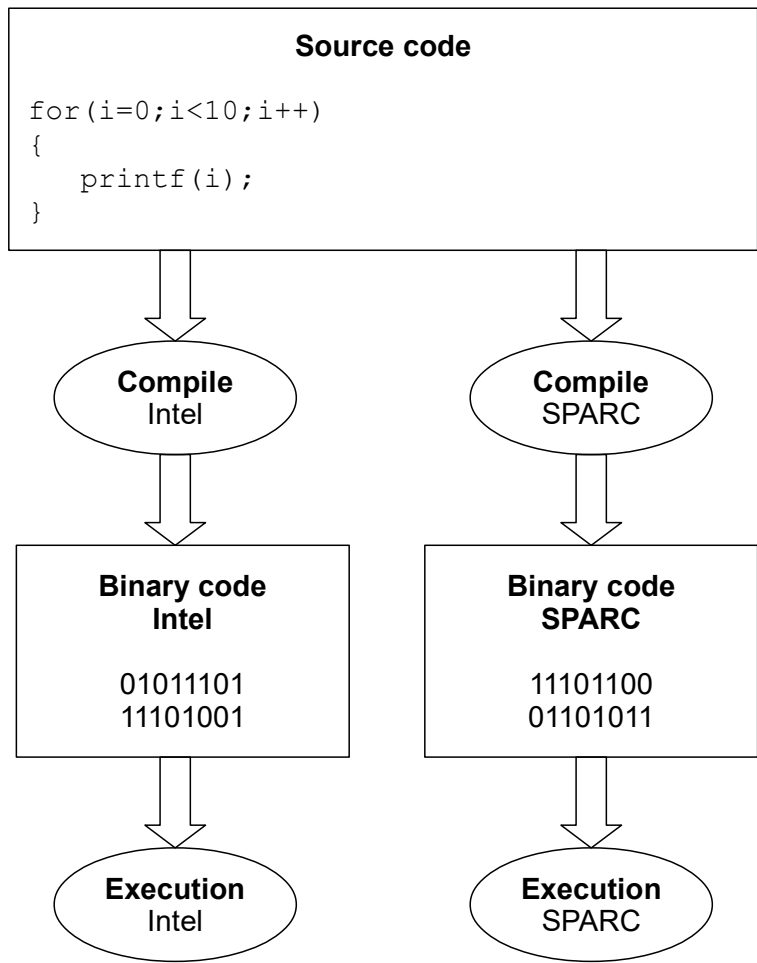 Source code
for(i=0;i<10;i++)
{
   printf(i);
}
Compile
Intel
Compile
SPARC
Binary code
Intel
01011101
11101001
Binary code
SPARC
11101100
01101011
Execution
Intel
Execution
SPARC